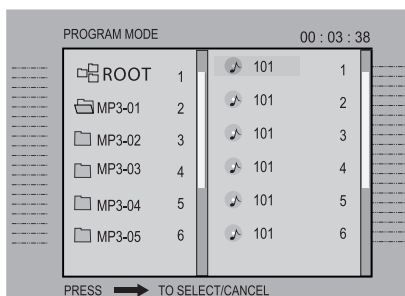 PROGRAM MODE 00 : 03 : 38
ROOT 1
MP3-01 2
MP3-02 3
MP3-03 4
MP3-04 5
MP3-05 6
101 1
101 2
101 3
101 4
101 5
101 6
PRESS TO SELECT/CANCEL